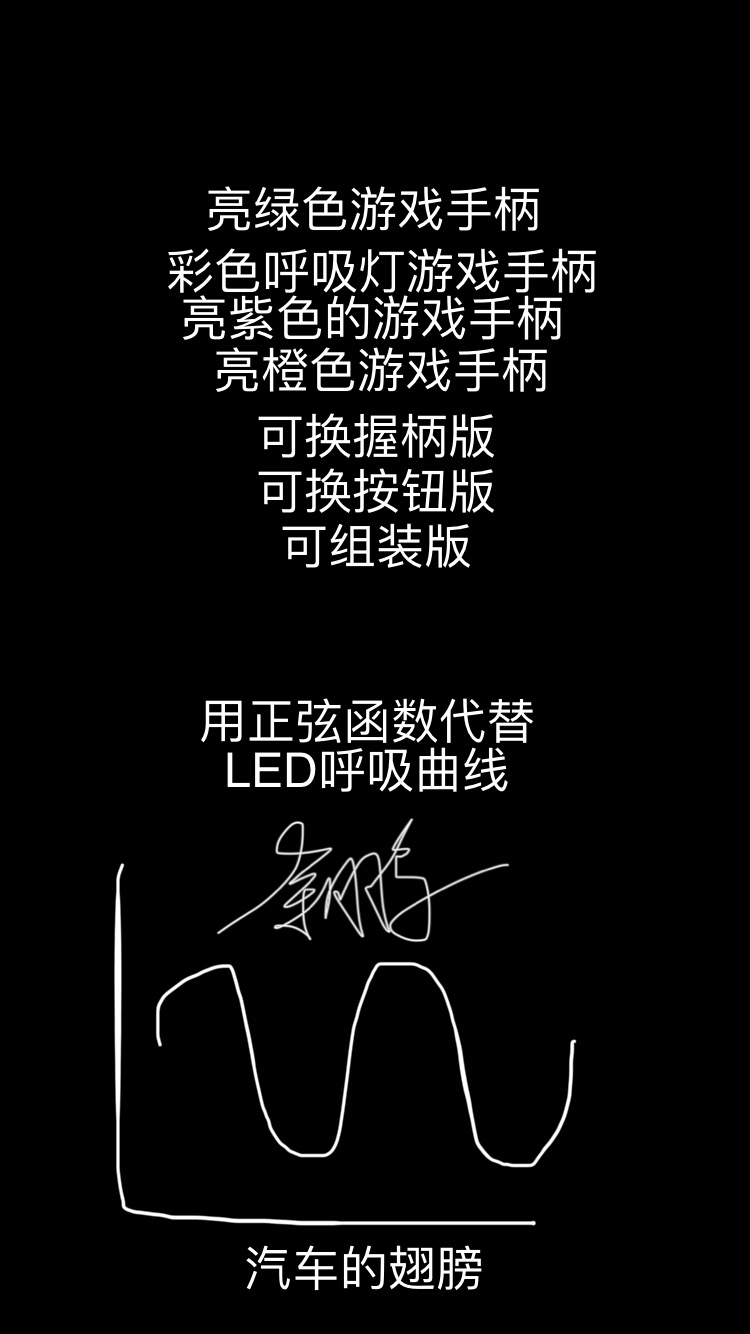 亮绿色游戏手柄
彩色呼吸灯游戏手柄
亮紫色的游戏手柄
亮橙色游戏手柄
可换握柄版
可换按钮版
可组装版
用正弦函数代替
LED呼吸曲线
汽车的翅膀